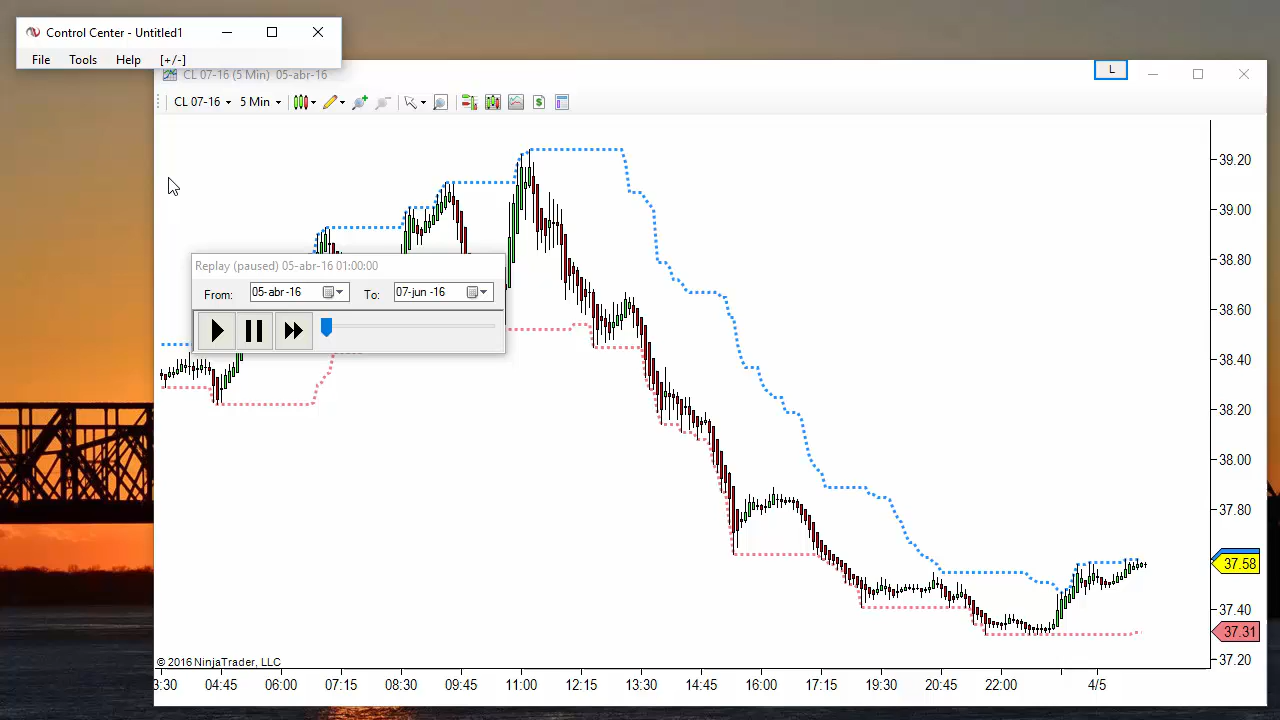 Control Center - Untitled1
File Tools Help [+/-]
CL 07-16 (5 Min) 05-abr-16
L
CL 07-16 5 Min
$
39.20
39.00
38.80
38.60
38.40
38.20
38.00
37.80
37.58
37.40
37.31
37.20
Replay (paused) 05-abr-16 01:00:00
From: 05-abr-16 To: 07-jun -16
© 2016 NinjaTrader, LLC
3:30 04:45 06:00 07:15 08:30 09:45 11:00 12:15 13:30 14:45 16:00 17:15 19:30 20:45 22:00 4/5